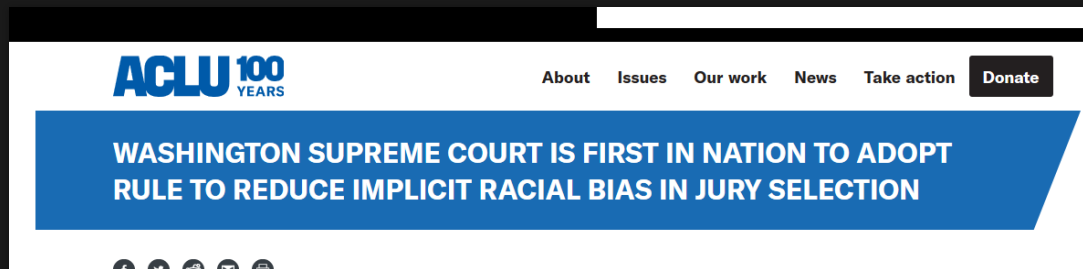 ACLU 100 YEARS
About Issues Our work News Take action Donate
WASHINGTON SUPREME COURT IS FIRST IN NATION TO ADOPT
RULE TO REDUCE IMPLICIT RACIAL BIAS IN JURY SELECTION